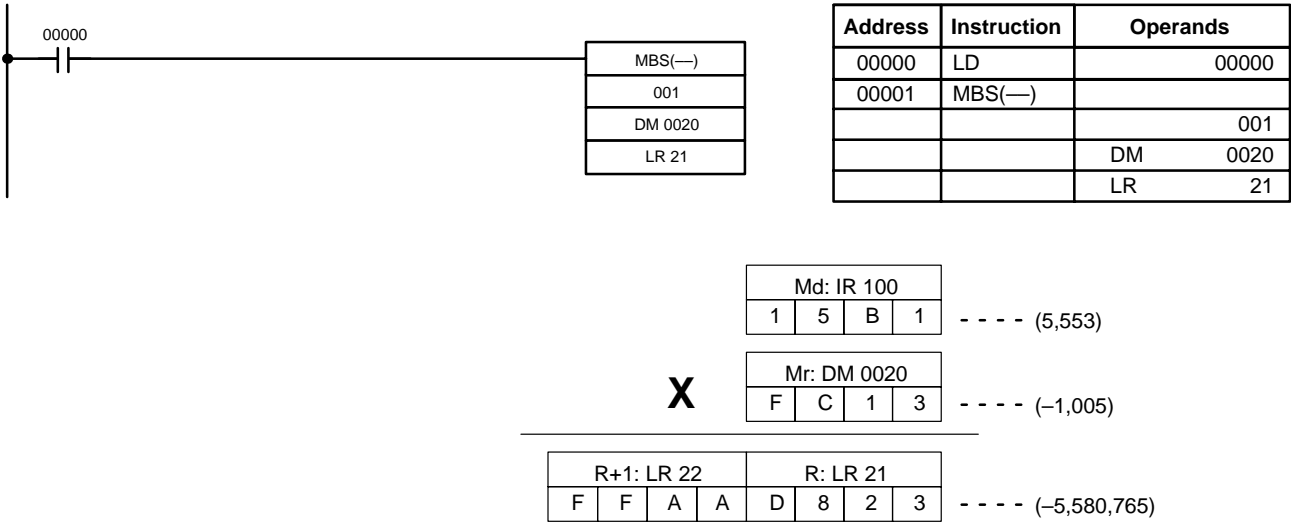 00000
MBS(––)
001
DM 0020
LR 21
Address Instruction Operands
00000 LD 00000
00001 MBS(––)
001
DM 0020
LR 21
Md: IR 100
1 5 B 1 - - - - (5,553)
X
Mr: DM 0020
F C 1 3 - - - - (–1,005)
R+1: LR 22 R: LR 21
F F A A D 8 2 3 - - - - (–5,580,765)